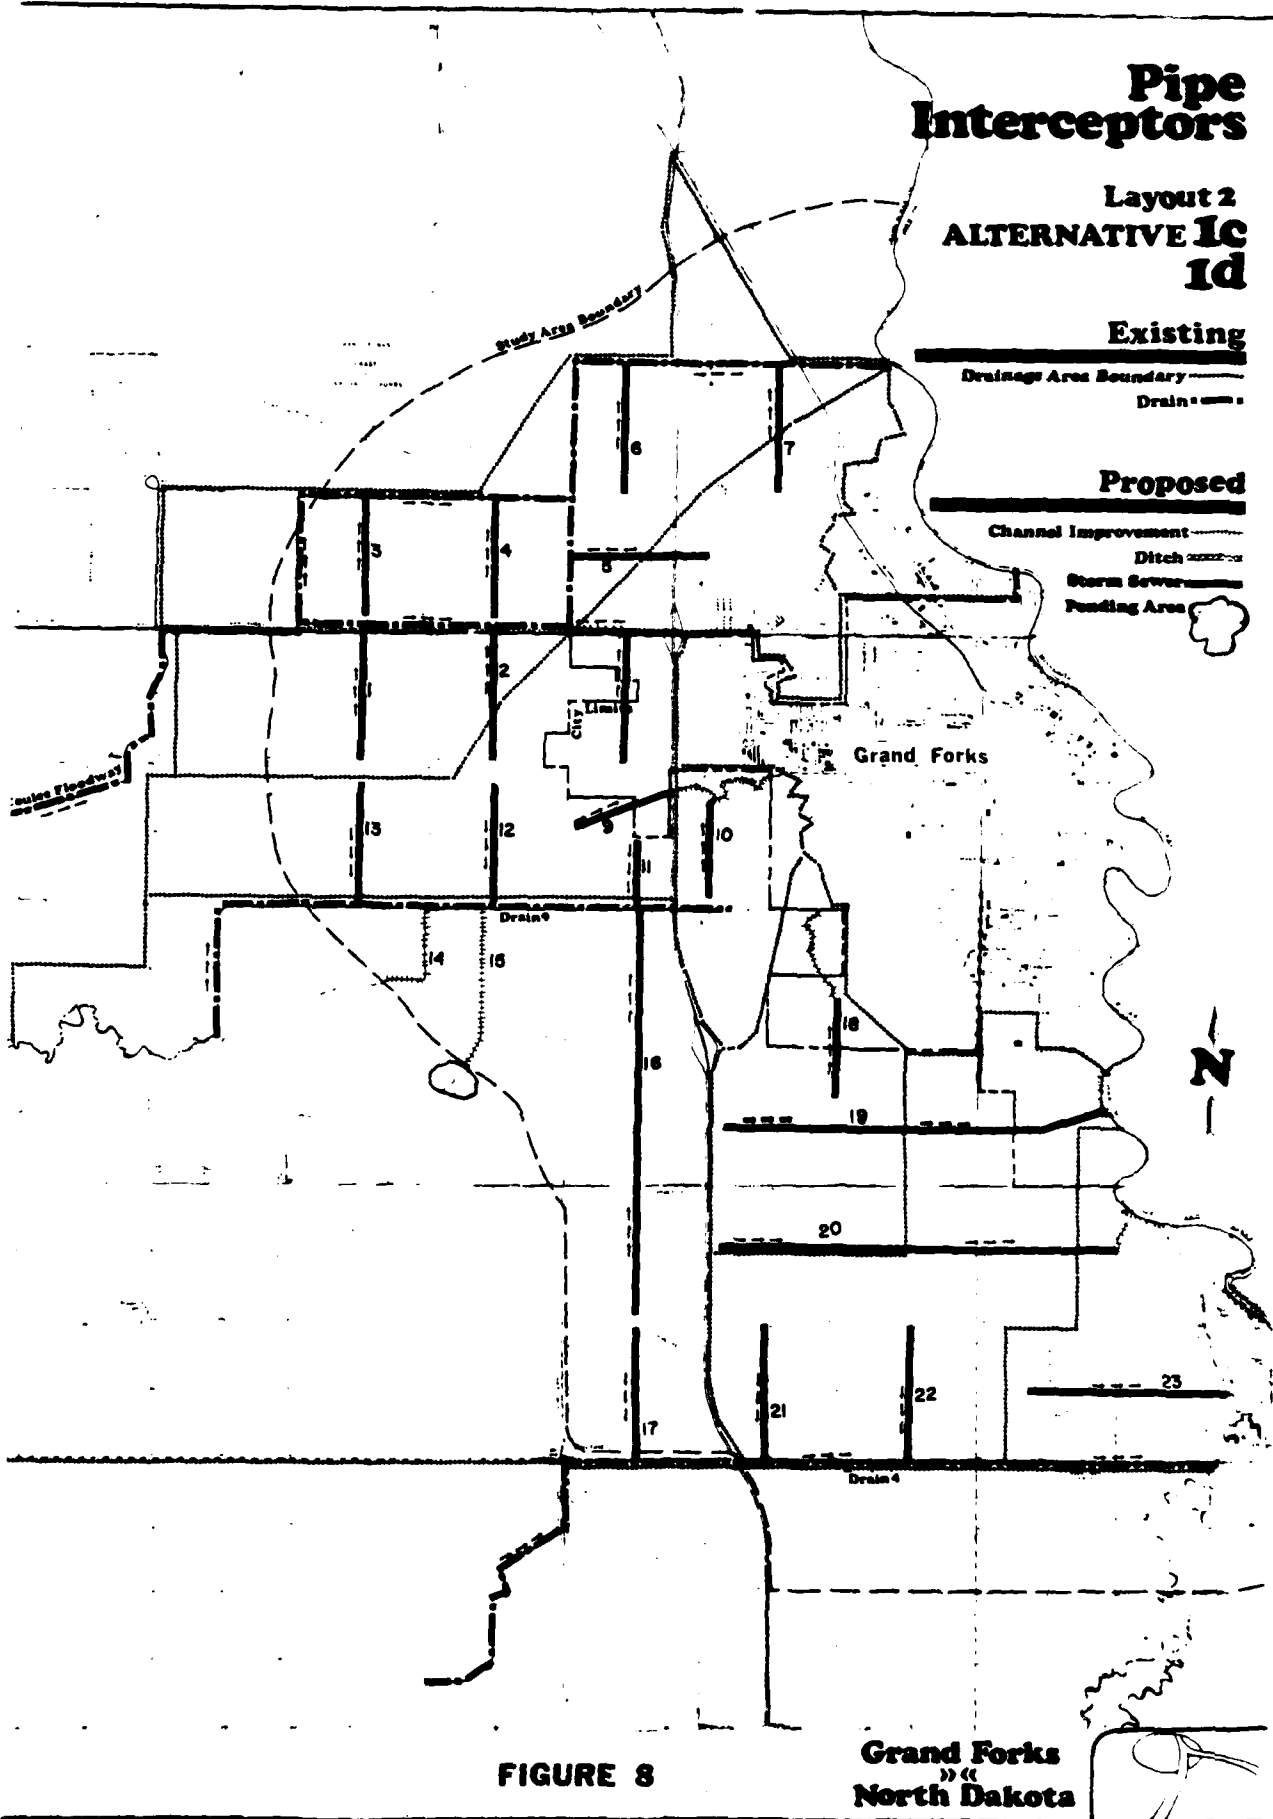 Pipe
Interceptors
Layout 2
ALTERNATIVE 1c
1d
Existing
Drainage Area Boundary
Drain
Proposed
Channel Improvement
Ditch
Storm Sewer
Ponding Area
Study Area Boundary
6
7
3
4
5
2
City Limits
Grand Forks
Floodway
13
12
9
10
11
Drain
14
15
16
18
N
19
20
21
22
23
17
Drain 4
FIGURE 8
Grand Forks
»«
North Dakota